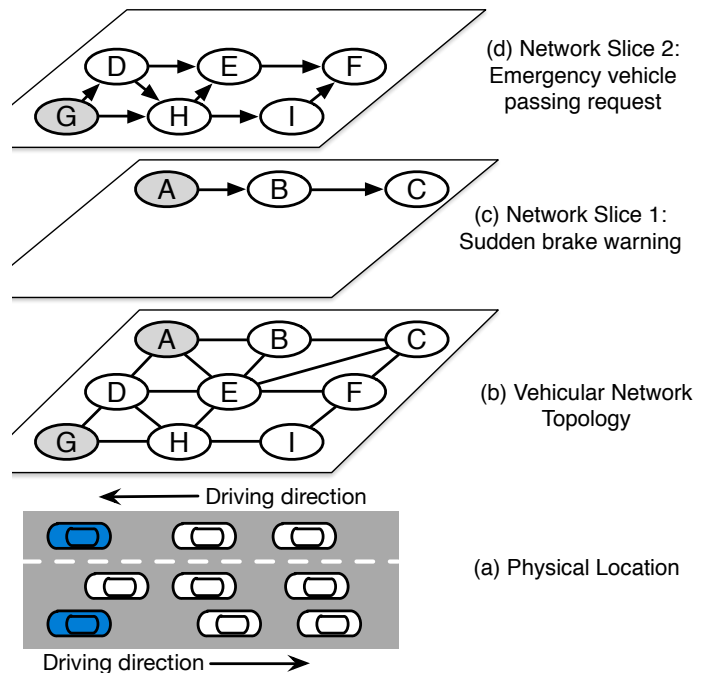 D
E
F
G
H
I
(d) Network Slice 2:
Emergency vehicle
passing request
A
B
C
(c) Network Slice 1:
Sudden brake warning
A
B
C
D
E
F
G
H
I
(b) Vehicular Network
Topology
Driving direction
(a) Physical Location
Driving direction